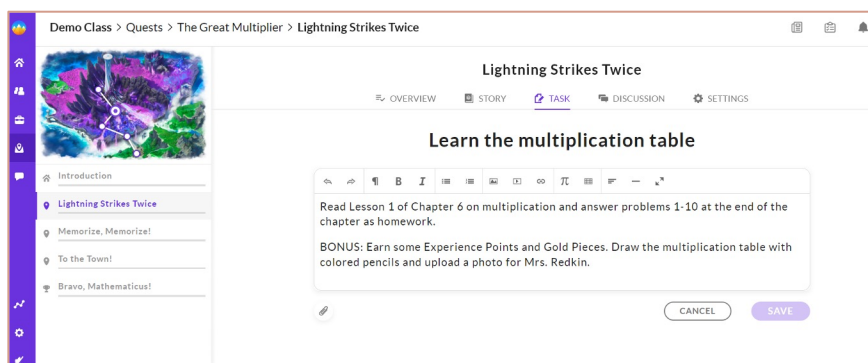 Demo Class > Quests > The Great Multiplier > Lightning Strikes Twice
Introduction
Lightning Strikes Twice
Memorize, Memorize!
To the Town!
Bravo, Mathematicus!
Lightning Strikes Twice
OVERVIEW STORY TASK DISCUSSION SETTINGS
Learn the multiplication table
B I π
Read Lesson 1 of Chapter 6 on multiplication and answer problems 1-10 at the end of the
chapter as homework.
BONUS: Earn some Experience Points and Gold Pieces. Draw the multiplication table with
colored pencils and upload a photo for Mrs. Redkin.
CANCEL SAVE